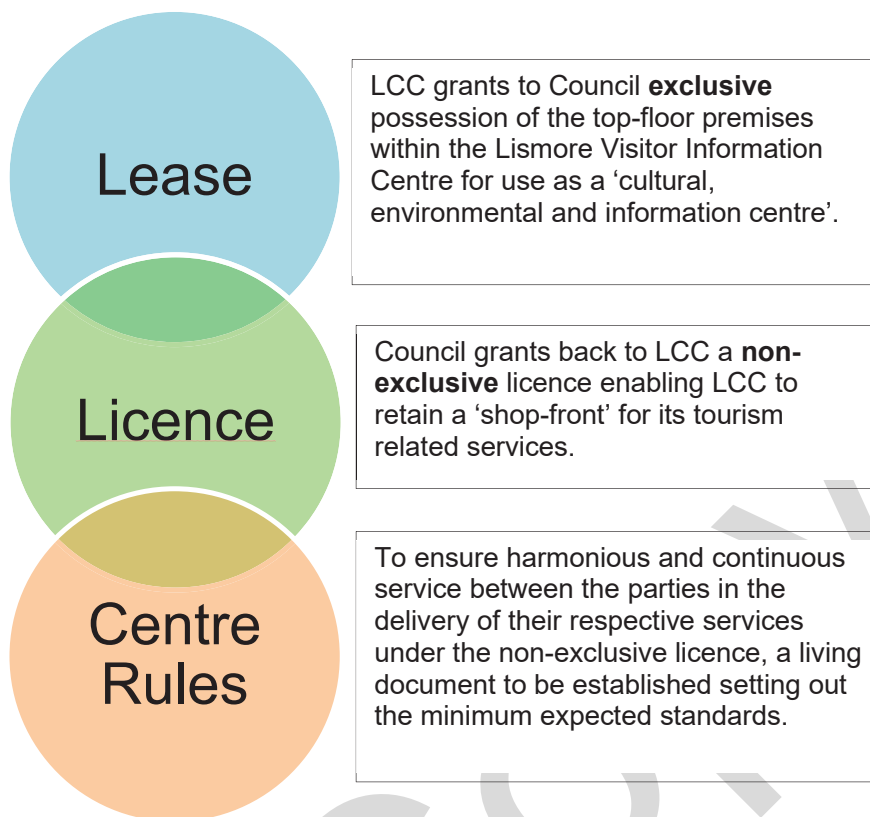 Lease
LCC grants to Council exclusive
possession of the top-floor premises
within the Lismore Visitor Information
Centre for use as a ‘cultural,
environmental and information centre’.
Licence
Council grants back to LCC a non-
exclusive licence enabling LCC to
retain a ‘shop-front’ for its tourism
related services.
Centre
Rules
To ensure harmonious and continuous
service between the parties in the
delivery of their respective services
under the non-exclusive licence, a living
document to be established setting out
the minimum expected standards.